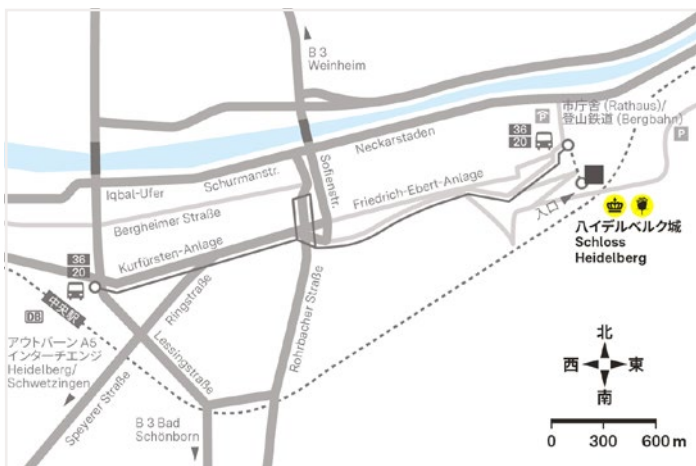 B 3
Weinheim
市庁舎 (Rathaus)/
登山鉄道 (Bergbahn)
P
36
20
P
Neckarstaden
Sofienstr.
Schurmanstr.
Iqbal-Ufer
Friedrich-Ebert-Anlage
Bergheimer Straße
入口
ハイデルベルク城
Schloss
Heidelberg
Kurfürsten-Anlage
36
20
中央駅
DB
Ringstraße
Rohrbacher Straße
アウトバーン A5
インターチエンジ
Heidelberg/
Schwetzingen
Lessingstraße
Speyerer Straße
B 3 Bad
Schönborn
北
西 東
南
0 300 600 m